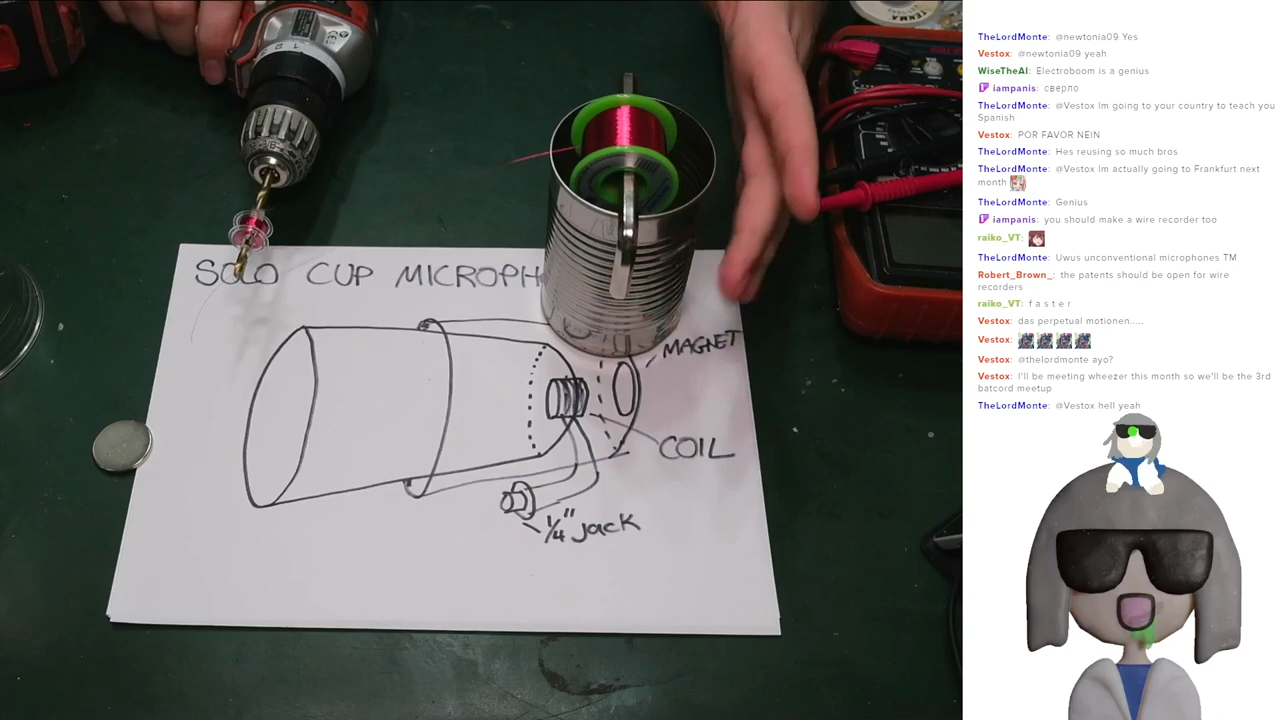 SOLO CUP MICROPH
MAGNET
COIL
1/4" jack
TENMA
1 2
TheLordMonte: @newtonia09 Yes
Vestox: @newtonia09 yeah
WiseTheAI: Electroboom is a genius
iampanis: сверло
TheLordMonte: @Vestox Im going to your country to teach you
Spanish
Vestox: POR FAVOR NEIN
TheLordMonte: Hes reusing so much bros
TheLordMonte: @Vestox Im actually going to Frankfurt next
month
TheLordMonte: Genius
iampanis: you should make a wire recorder too
raiko_VT:
TheLordMonte: Uwus unconventional microphones TM
Robert_Brown_: the patents should be open for wire
recorders
raiko_VT: f a s t e r
Vestox: das perpetual motionen.....
Vestox:
Vestox: @thelordmonte ayo?
Vestox: I'll be meeting wheezer this month so we'll be the 3rd
batcord meetup
TheLordMonte: @Vestox hell yeah